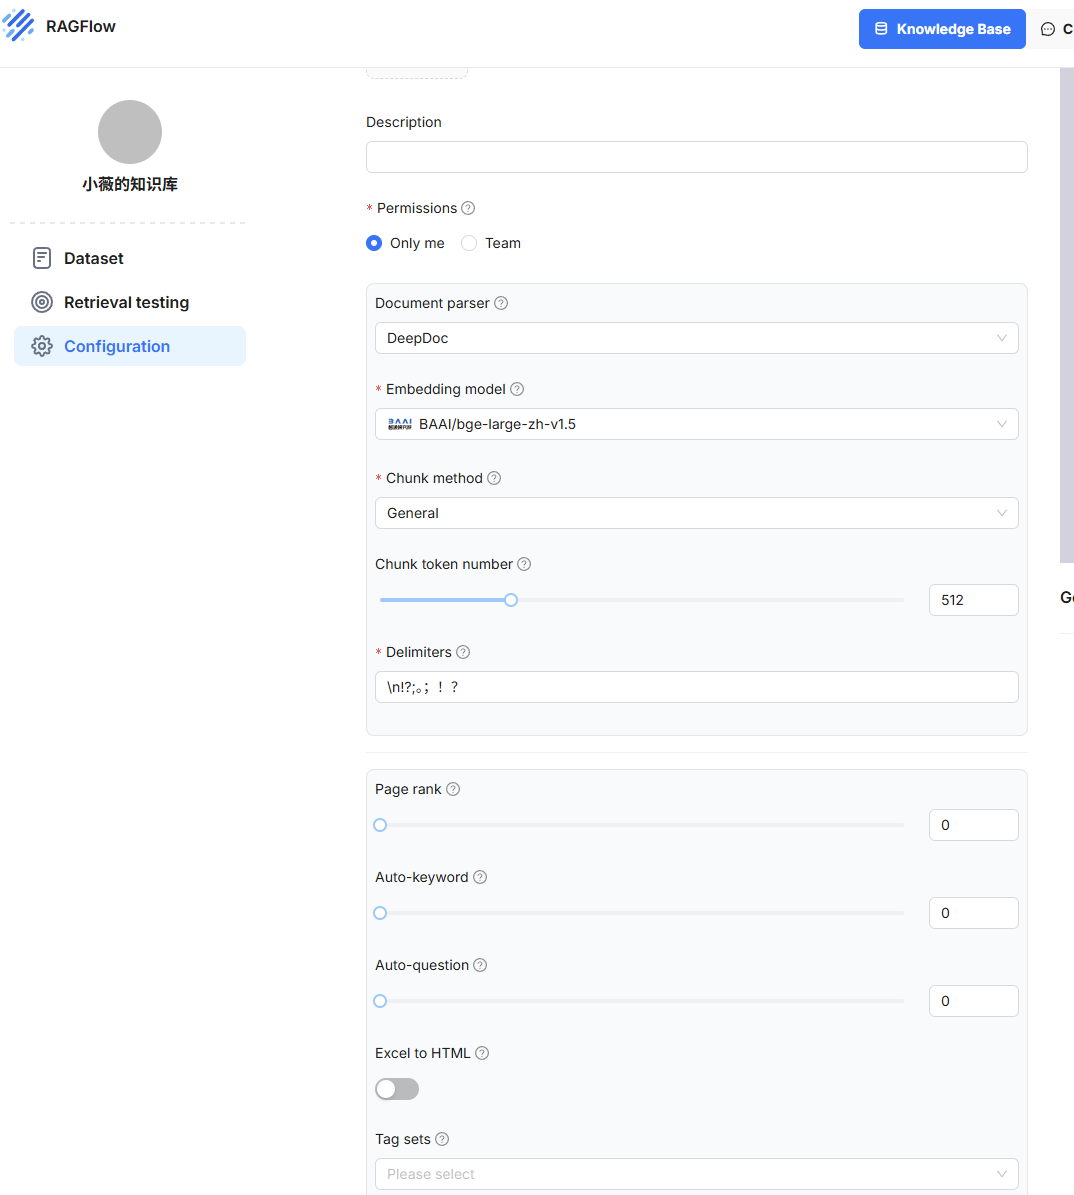 RAGFlow
Knowledge Base
C
小薇的知识库
Dataset
Retrieval testing
Configuration
Description
* Permissions ?
Only me Team
Document parser ?
DeepDoc
* Embedding model ?
BAAI BAAI/bge-large-zh-v1.5
* Chunk method ?
General
Chunk token number ?
512
* Delimiters ?
\n!?;。；！？
Page rank ?
0
Auto-keyword ?
0
Auto-question ?
0
Excel to HTML ?
Tag sets ?
Please select
Ge